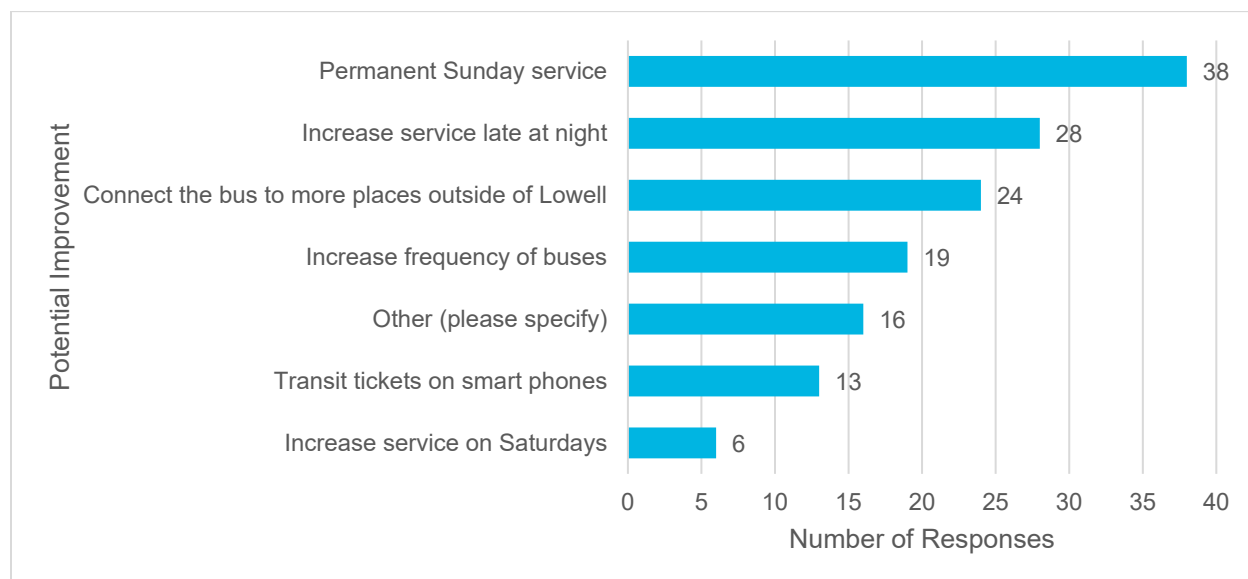 Potential Improvement
Permanent Sunday service
38
Increase service late at night
28
Connect the bus to more places outside of Lowell
24
Increase frequency of buses
19
Other (please specify)
16
Transit tickets on smart phones
13
Increase service on Saturdays
6
0 5 10 15 20 25 30 35 40
Number of Responses